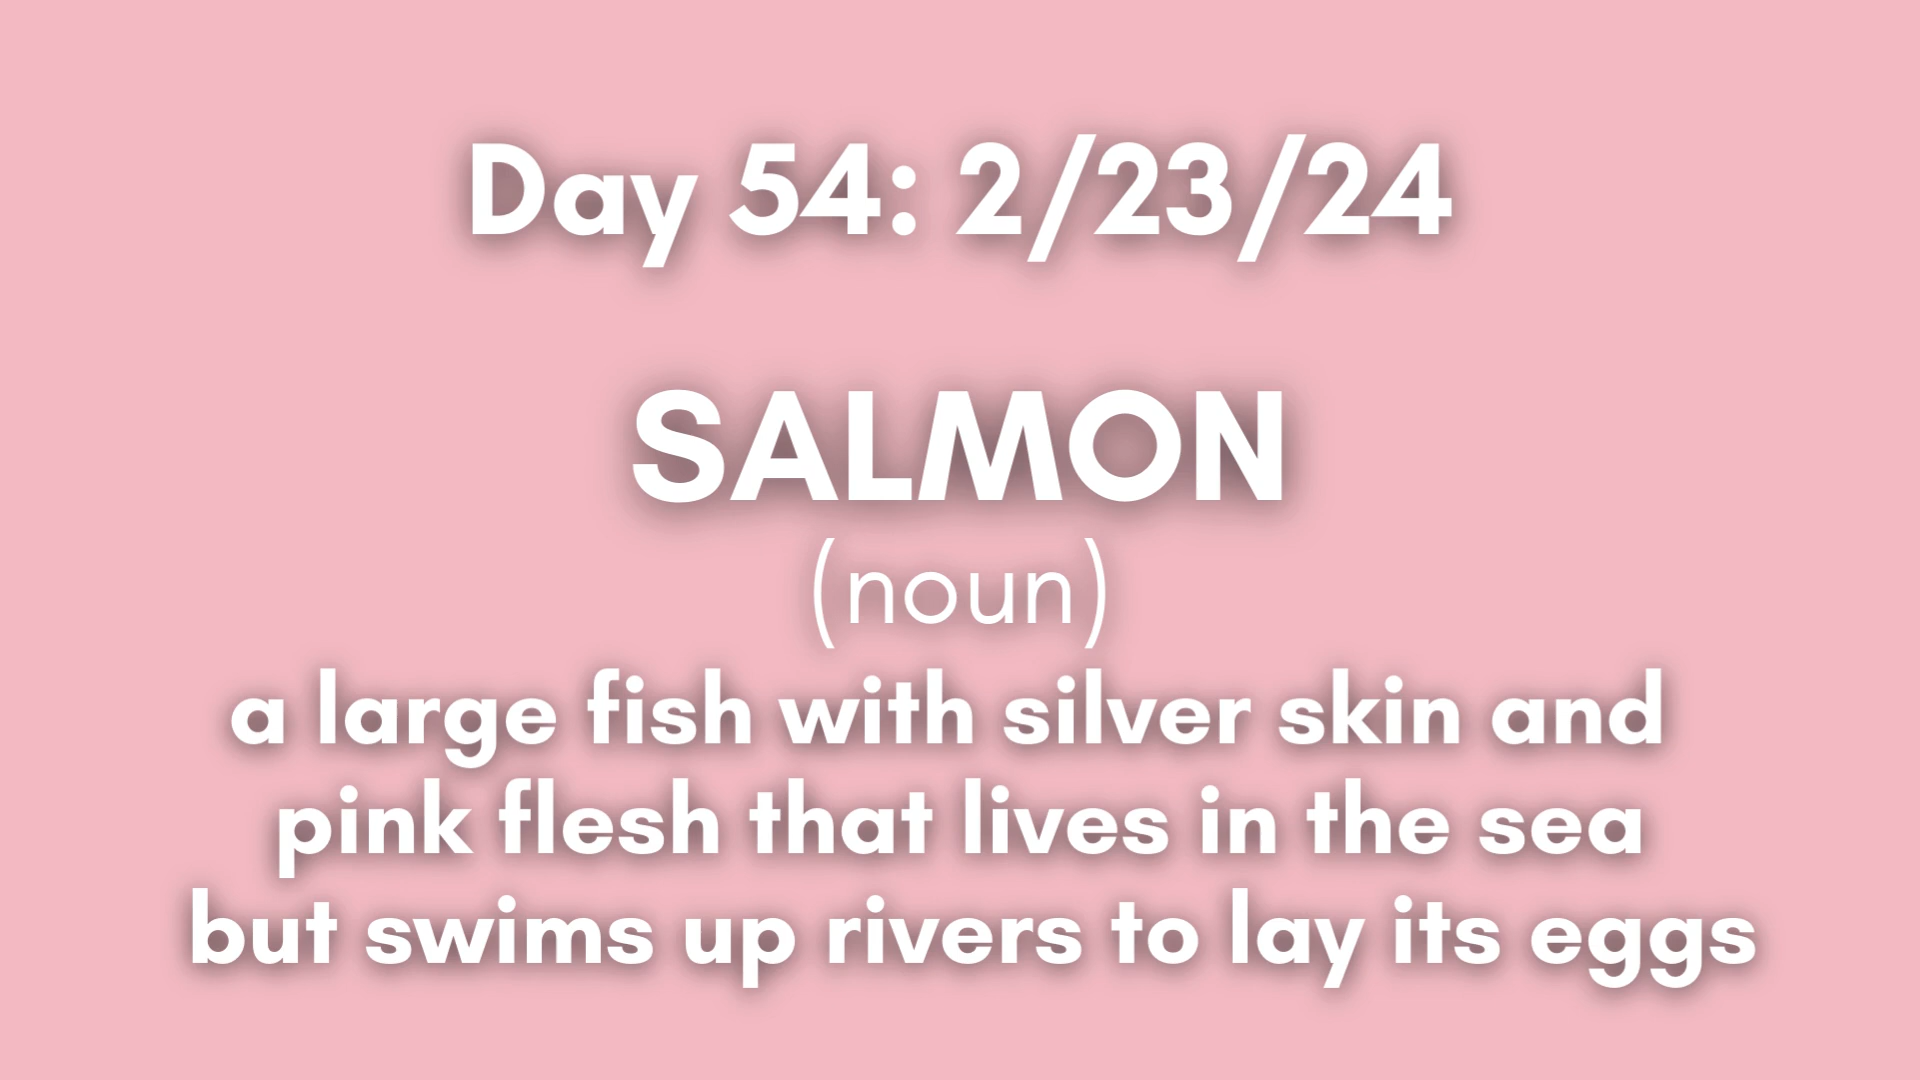 Day 54: 2/23/24
SALMON
(noun)
a large fish with silver skin and
pink flesh that lives in the sea
but swims up rivers to lay its eggs